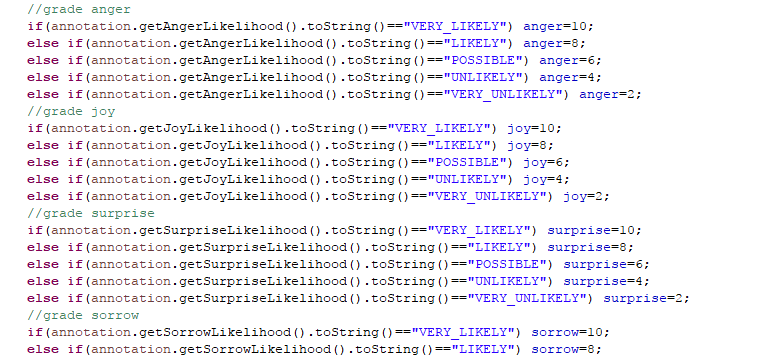 //grade anger
if(annotation.getAngerLikelihood().toString()=="VERY_LIKELY") anger=10;
else if(annotation.getAngerLikelihood().toString()=="LIKELY") anger=8;
else if(annotation.getAngerLikelihood().toString()=="POSSIBLE") anger=6;
else if(annotation.getAngerLikelihood().toString()=="UNLIKELY") anger=4;
else if(annotation.getAngerLikelihood().toString()=="VERY_UNLIKELY") anger=2;
//grade joy
if(annotation.getJoyLikelihood().toString()=="VERY_LIKELY") joy=10;
else if(annotation.getJoyLikelihood().toString()=="LIKELY") joy=8;
else if(annotation.getJoyLikelihood().toString()=="POSSIBLE") joy=6;
else if(annotation.getJoyLikelihood().toString()=="UNLIKELY") joy=4;
else if(annotation.getJoyLikelihood().toString()=="VERY_UNLIKELY") joy=2;
//grade surprise
if(annotation.getSurpriseLikelihood().toString()=="VERY_LIKELY") surprise=10;
else if(annotation.getSurpriseLikelihood().toString()=="LIKELY") surprise=8;
else if(annotation.getSurpriseLikelihood().toString()=="POSSIBLE") surprise=6;
else if(annotation.getSurpriseLikelihood().toString()=="UNLIKELY") surprise=4;
else if(annotation.getSurpriseLikelihood().toString()=="VERY_UNLIKELY") surprise=2;
//grade sorrow
if(annotation.getSorrowLikelihood().toString()=="VERY_LIKELY") sorrow=10;
else if(annotation.getSorrowLikelihood().toString()=="LIKELY") sorrow=8;